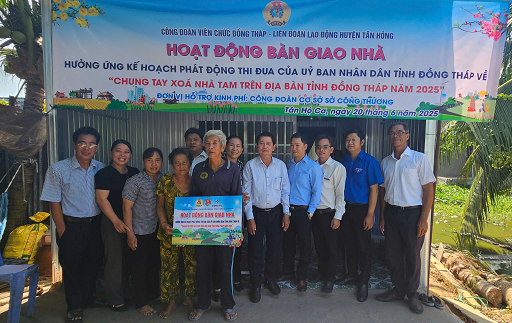 CÔNG ĐOÀN VIÊN CHỨC ĐỒNG THÁP - LIÊN ĐOÀN LAO ĐỘNG HUYỆN TÂN HỒNG
HOẠT ĐỘNG BÀN GIAO NHÀ
HƯỞNG ỨNG KẾ HOẠCH PHÁT ĐỘNG THI ĐUA CỦA UỶ BAN NHÂN DÂN TỈNH ĐỒNG THÁP VỀ
"CHUNG TAY XOÁ NHÀ TẠM TRÊN ĐỊA BÀN TỈNH ĐỒNG THÁP NĂM 2025"
ĐƠN VỊ HỖ TRỢ KINH PHÍ: CÔNG ĐOÀN CƠ SỞ SỞ CÔNG THƯƠNG
Tân Hộ Cơ, ngày 20 tháng 6 năm 2025
HOẠT ĐỘNG BÀN GIAO NHÀ